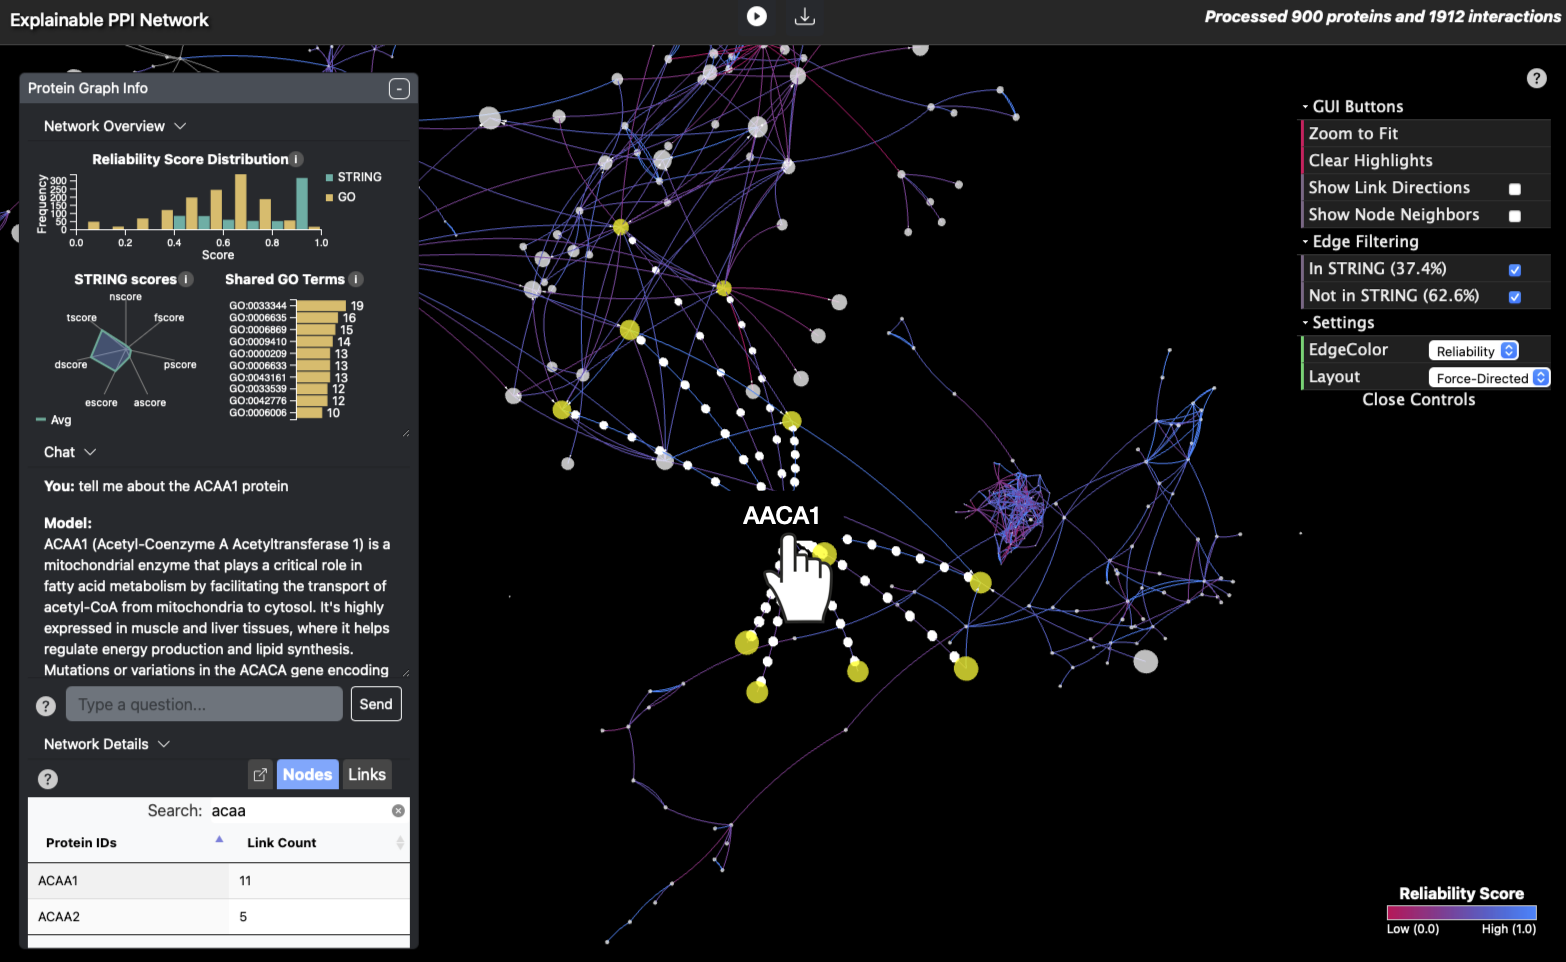 Explainable PPI Network
Processed 900 proteins and 1912 interactions
Protein Graph Info
-
Network Overview
Reliability Score Distribution i
STRING
GO
Frequency
300
250
200
150
100
50
0
0.0 0.2 0.4 0.6 0.8 1.0
Score
STRING scores i
nscore
fscore
tscore
dscore
pscore
escore
ascore
Avg
Shared GO Terms i
GO:0033344 19
GO:0006635 16
GO:0006869 15
GO:0009410 14
GO:0000209 13
GO:0006633 13
GO:0043161 13
GO:0033539 12
GO:0042776 12
GO:0006006 10
Chat
You: tell me about the ACAA1 protein
Model:
ACAA1 (Acetyl-Coenzyme A Acetyltransferase 1) is a
mitochondrial enzyme that plays a critical role in
fatty acid metabolism by facilitating the transport of
acetyl-CoA from mitochondria to cytosol. It's highly
expressed in muscle and liver tissues, where it helps
regulate energy production and lipid synthesis.
Mutations or variations in the ACACA gene encoding
?
Type a question...
Send
Network Details
?
Nodes
Links
Search: acaa
Protein IDs Link Count
ACAA1 11
ACAA2 5
AACA1
?
GUI Buttons
Zoom to Fit
Clear Highlights
Show Link Directions
Show Node Neighbors
Edge Filtering
In STRING (37.4%)
Not in STRING (62.6%)
Settings
EdgeColor Reliability
Layout Force-Directed
Close Controls
Reliability Score
Low (0.0) High (1.0)